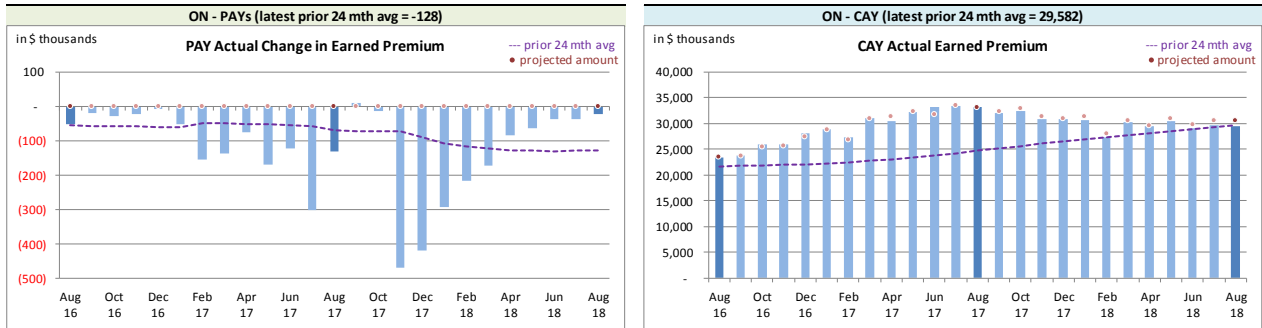 ON - PAYs (latest prior 24 mth avg = -128)
in $ thousands
PAY Actual Change in Earned Premium
--- prior 24 mth avg
• projected amount
100
-
(100)
(200)
(300)
(400)
(500)
Aug Oct Dec Feb Apr Jun Aug Oct Dec Feb Apr Jun Aug
16 16 16 17 17 17 17 17 17 18 18 18 18
ON - CAY (latest prior 24 mth avg = 29,582)
in $ thousands
CAY Actual Earned Premium
--- prior 24 mth avg
• projected amount
40,000
35,000
30,000
25,000
20,000
15,000
10,000
5,000
-
Aug Oct Dec Feb Apr Jun Aug Oct Dec Feb Apr Jun Aug
16 16 16 17 17 17 17 17 17 18 18 18 18